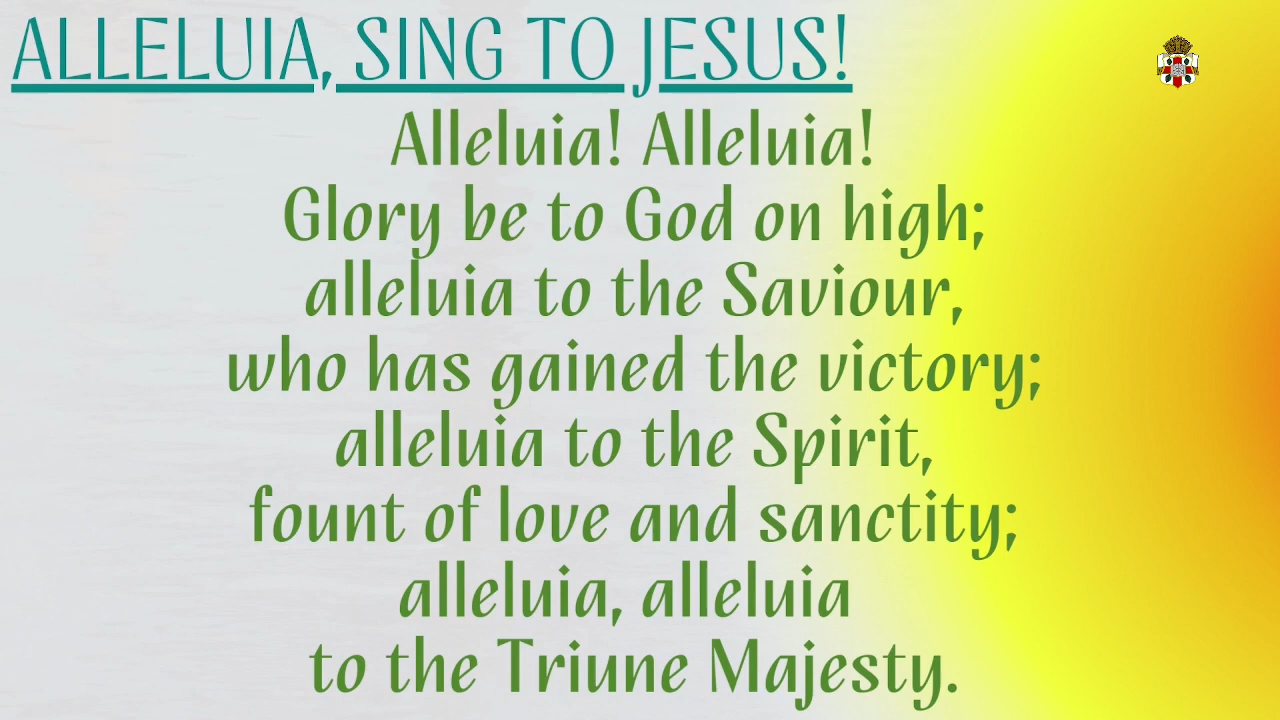 ALLELUIA, SING TO JESUS!
Alleluia! Alleluia!
Glory be to God on high;
alleluia to the Saviour,
who has gained the victory;
alleluia to the Spirit,
fount of love and sanctity;
alleluia, alleluia
to the Triune Majesty.